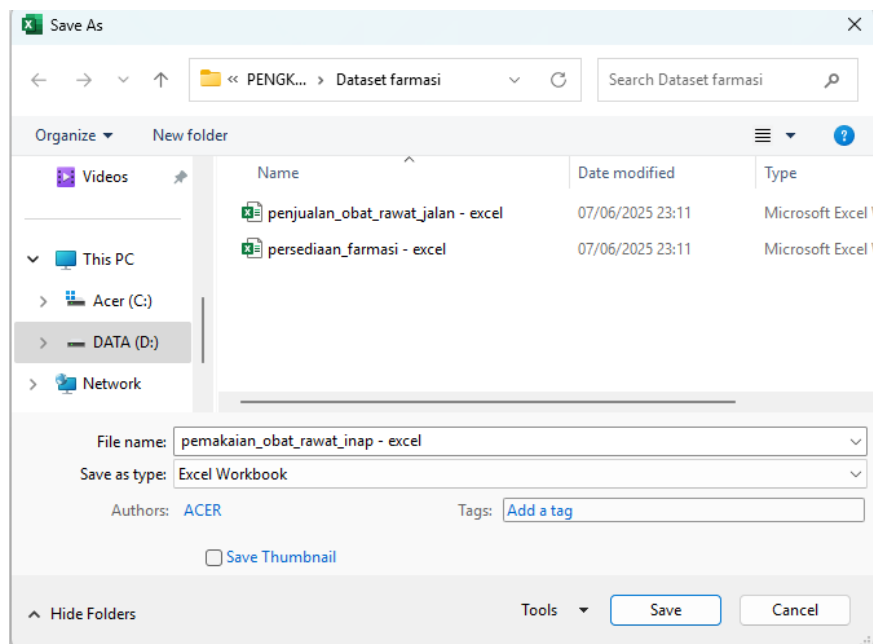 Save As
« PENGK... > Dataset farmasi
Search Dataset farmasi
Organize
New folder
?
Videos
This PC
Acer (C:)
DATA (D:)
Network
Name
Date modified
Type
penjualan_obat_rawat_jalan - excel
07/06/2025 23:11
Microsoft Excel
persediaan_farmasi - excel
07/06/2025 23:11
Microsoft Excel
File name: pemakaian_obat_rawat_inap - excel
Save as type: Excel Workbook
Authors: ACER
Tags: Add a tag
Save Thumbnail
Hide Folders
Tools
Save
Cancel